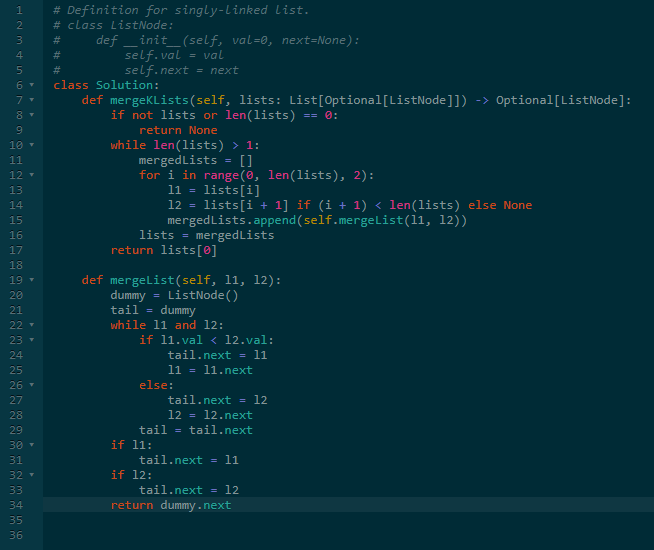 1 # Definition for singly-linked list.
2 # class ListNode:
3 #     def __init__(self, val=0, next=None):
4 #         self.val = val
5 #         self.next = next
6 class Solution:
7     def mergeKLists(self, lists: List[Optional[ListNode]]) -> Optional[ListNode]:
8         if not lists or len(lists) == 0:
9             return None
10         while len(lists) > 1:
11             mergedLists = []
12             for i in range(0, len(lists), 2):
13                 l1 = lists[i]
14                 l2 = lists[i + 1] if (i + 1) < len(lists) else None
15                 mergedLists.append(self.mergeList(l1, l2))
16             lists = mergedLists
17         return lists[0]
18
19     def mergeList(self, l1, l2):
20         dummy = ListNode()
21         tail = dummy
22         while l1 and l2:
23             if l1.val < l2.val:
24                 tail.next = l1
25                 l1 = l1.next
26             else:
27                 tail.next = l2
28                 l2 = l2.next
29             tail = tail.next
30         if l1:
31             tail.next = l1
32         if l2:
33             tail.next = l2
34         return dummy.next
35
36